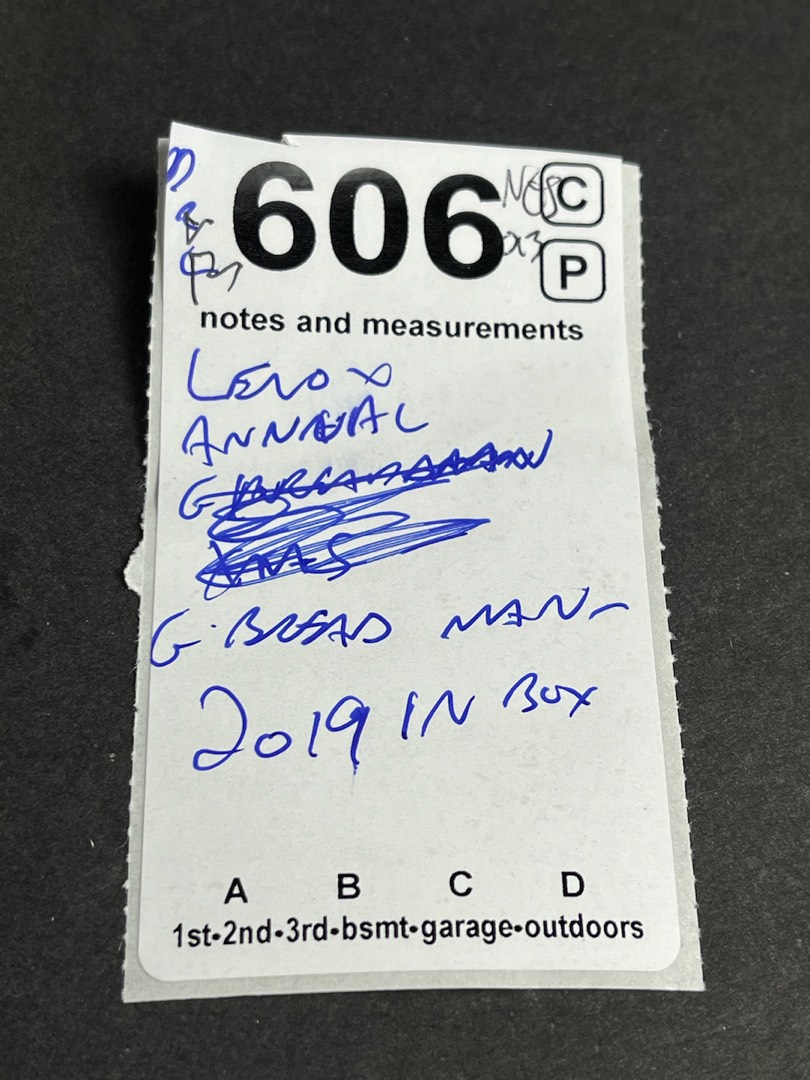 606
C
P
notes and measurements
LENOX
ANNUAL
G. BREAD MAN-
2019 IN BOX
A B C D
1st-2nd-3rd-bsmt-garage-outdoors